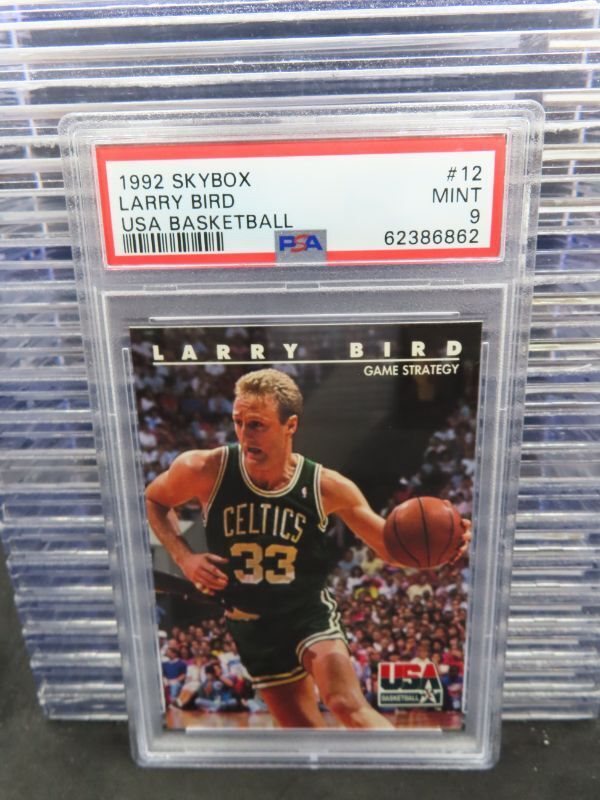 1992 SKYBOX #12
LARRY BIRD MINT
USA BASKETBALL 9
PSA 62386862
LARRY BIRD
GAME STRATEGY
CELTICS
33
USA
BASKETBALL